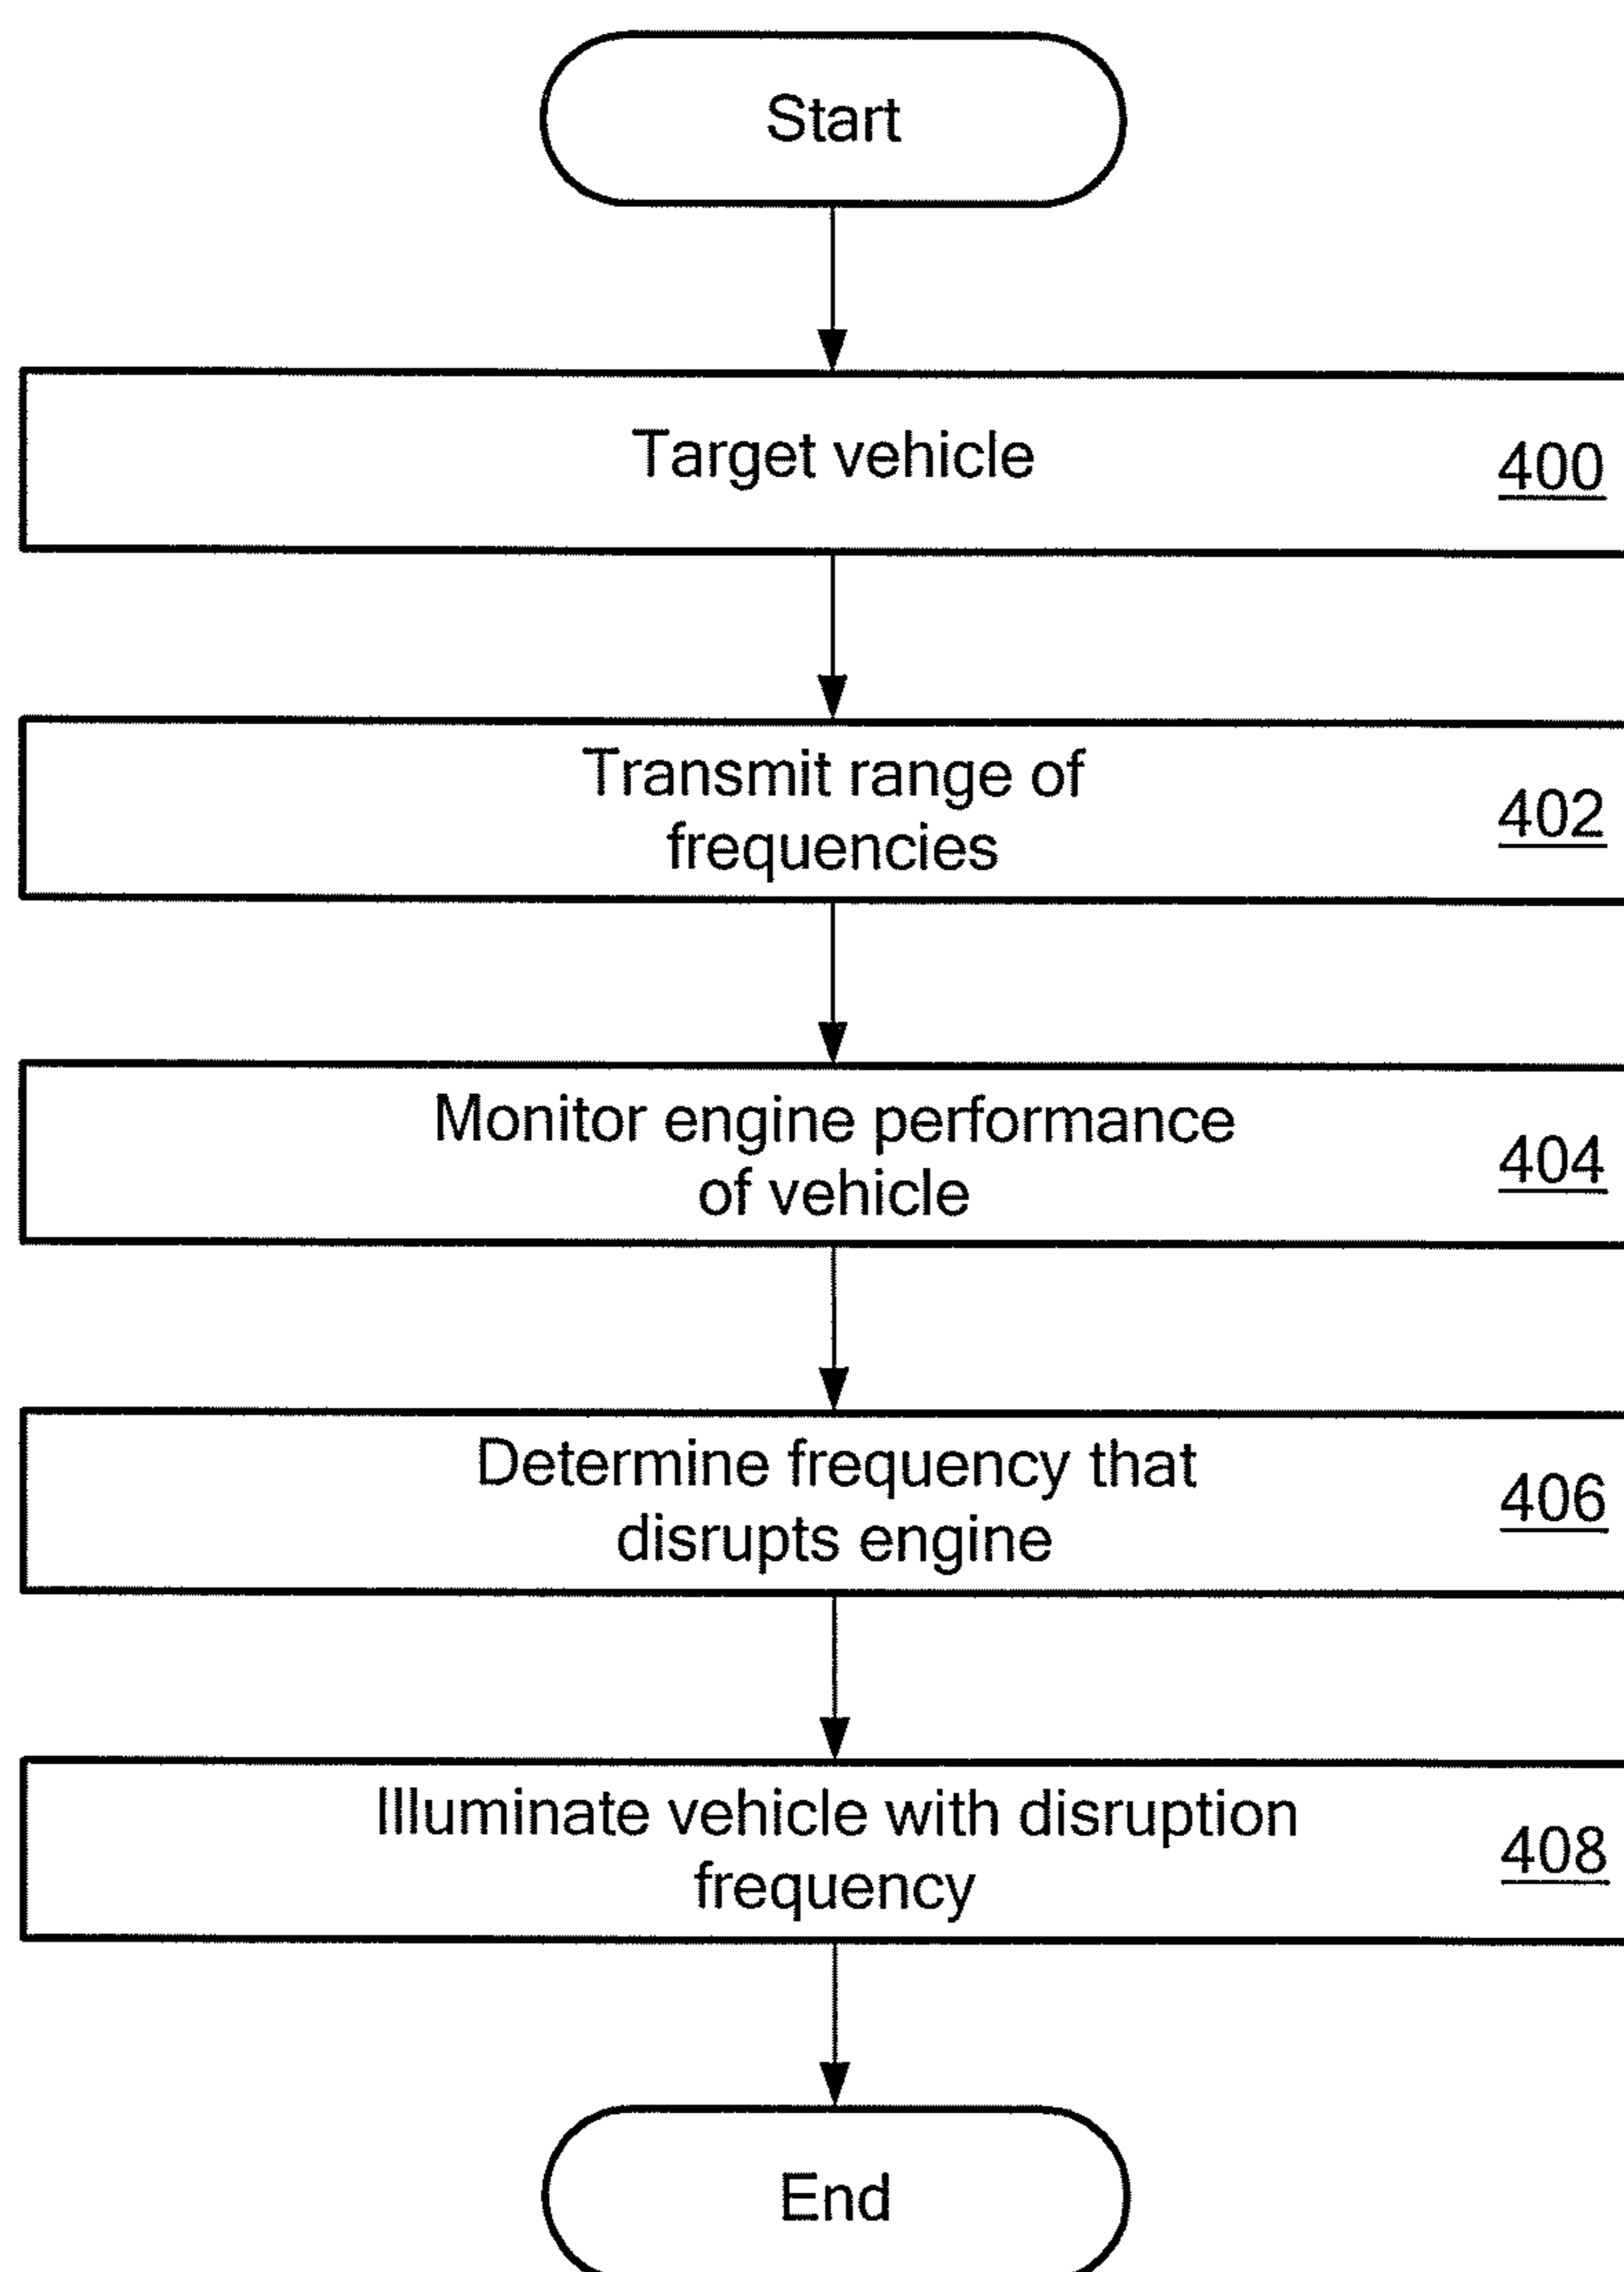 Start
Target vehicle
400
Transmit range of
frequencies
402
Monitor engine performance
of vehicle
404
Determine frequency that
disrupts engine
406
Illuminate vehicle with disruption
frequency
408
End